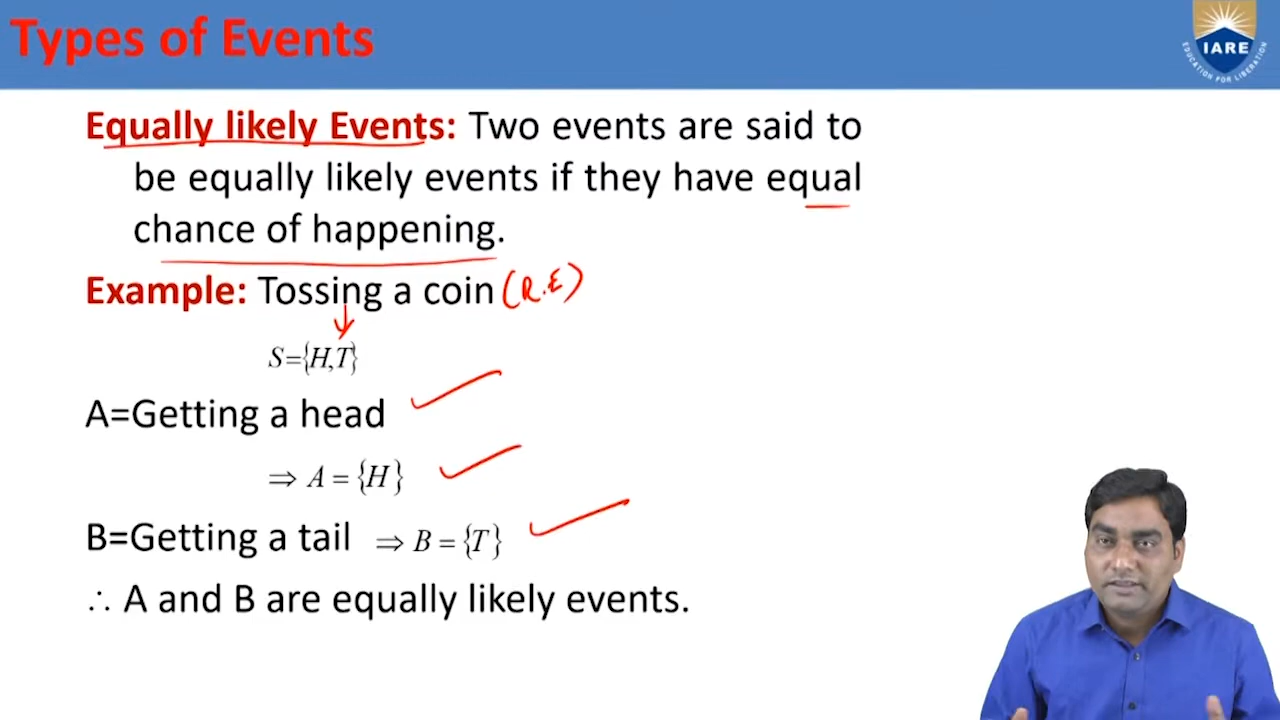 Types of Events
IARE
EDUCATION FOR LIBERATION
Equally likely Events: Two events are said to
be equally likely events if they have equal
chance of happening.
Example: Tossing a coin (R.E)
S={H,T}
A=Getting a head
⇒ A = {H}
B=Getting a tail ⇒ B = {T}
∴ A and B are equally likely events.